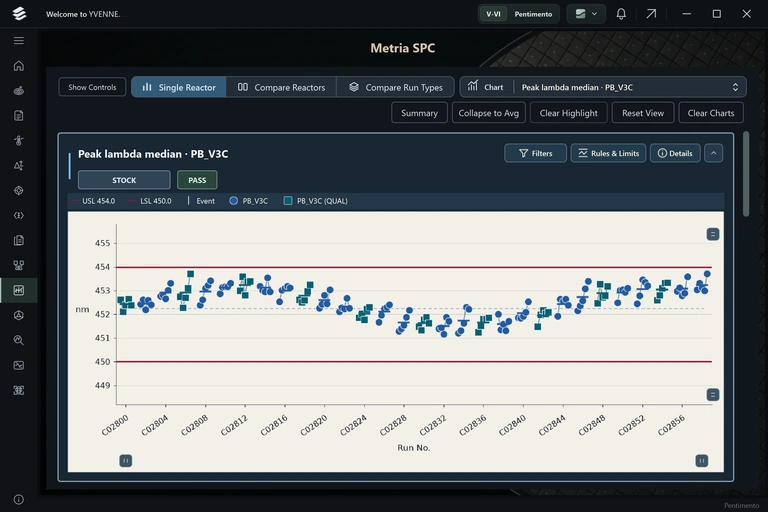 Welcome to YVENNE.
V-VI Pentimento
Metria SPC
Show Controls
Single Reactor
Compare Reactors
Compare Run Types
Chart
Peak lambda median · PB_V3C
Summary
Collapse to Avg
Clear Highlight
Reset View
Clear Charts
Peak lambda median · PB_V3C
Filters
Rules & Limits
Details
STOCK
PASS
USL 454.0
LSL 450.0
Event
PB_V3C
PB_V3C (QUAL)
455
454
453
452
451
450
449
nm
C02800
C02804
C02808
C02812
C02816
C02820
C02824
C02828
C02832
C02836
C02840
C02844
C02848
C02852
C02856
Run No.
Pentimento